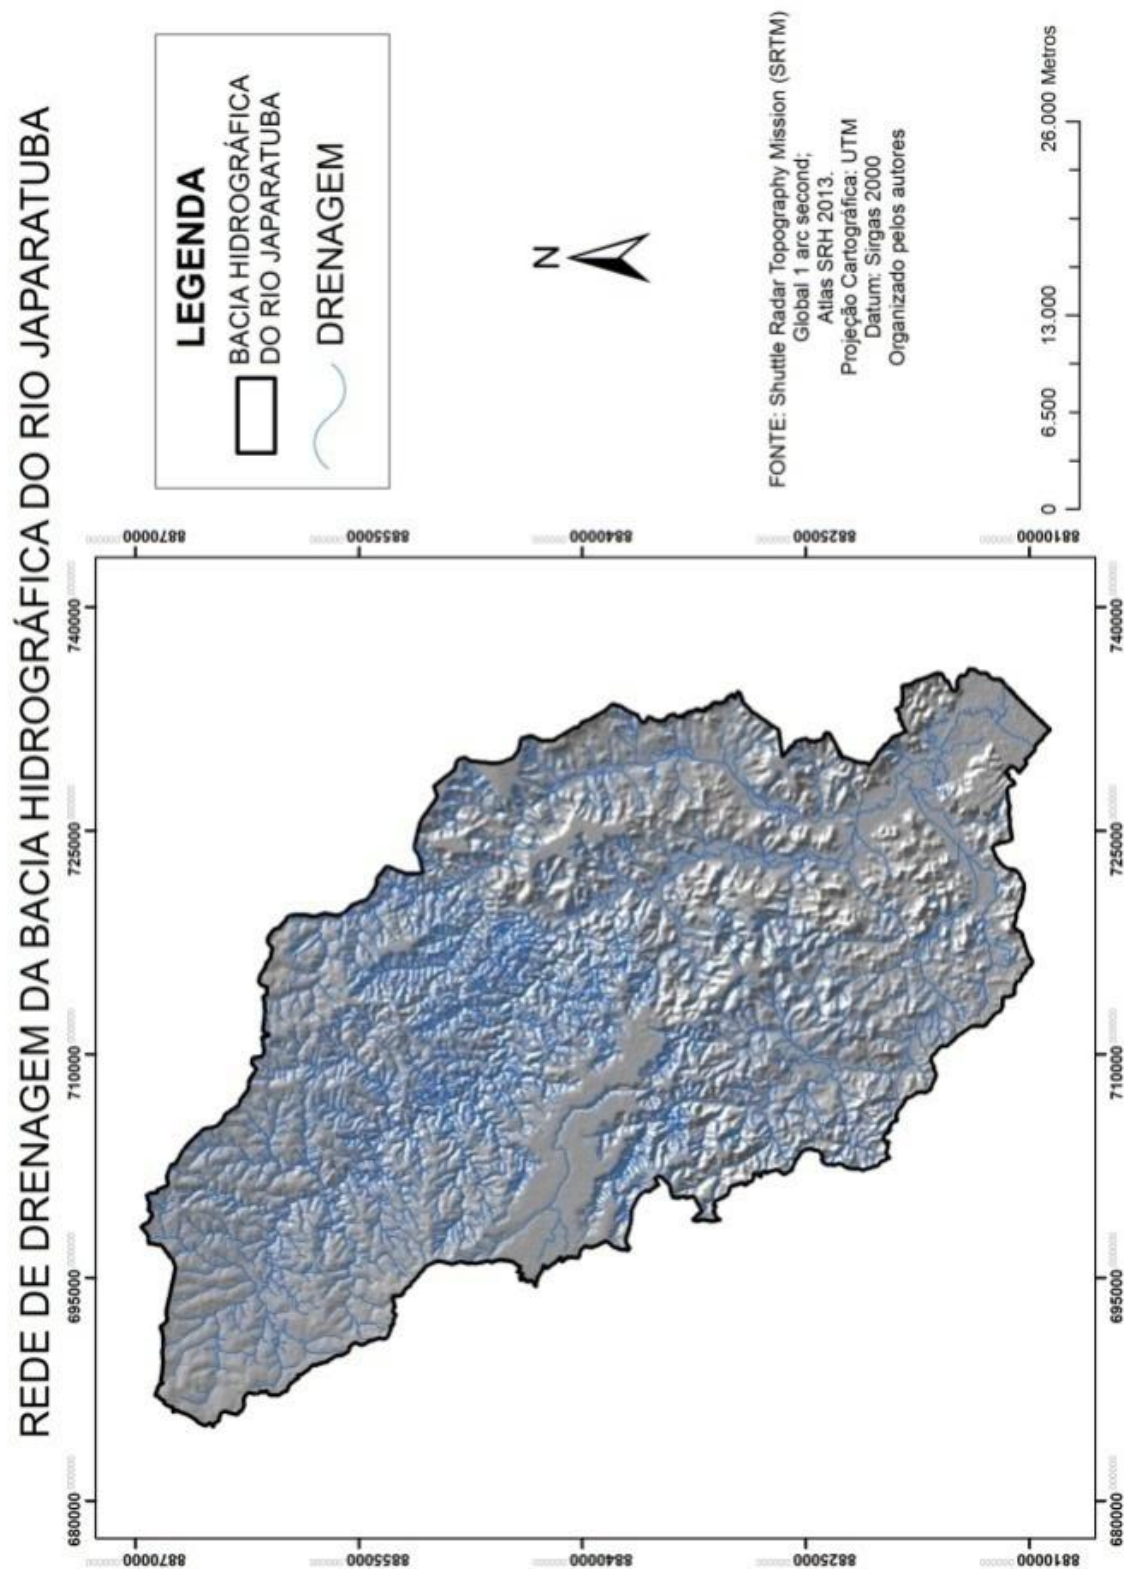 REDE DE DRENAGEM DA BACIA HIDROGRÁFICA DO RIO JAPARATUBA
680000
695000
710000
725000
740000
8870000
8855000
8840000
8825000
8810000
8870000
8855000
8840000
8825000
8810000
680000
695000
710000
725000
740000
LEGENDA
BACIA HIDROGRÁFICA
DO RIO JAPARATUBA
DRENAGEM
N
FONTE: Shuttle Radar Topography Mission (SRTM)
Global 1 arc second;
Atlas SRH 2013.
Projeção Cartográfica: UTM
Datum: Sirgas 2000
Organizado pelos autores
0 6.500 13.000 26.000 Metros